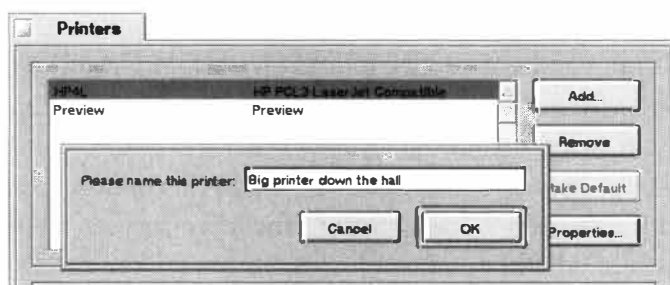 Printers
HP4L HP PCL3 LaserJet Compatible
Add...
Preview Preview
Remove
Please name this printer: Big printer down the hall
Make Default
Cancel OK
Properties...